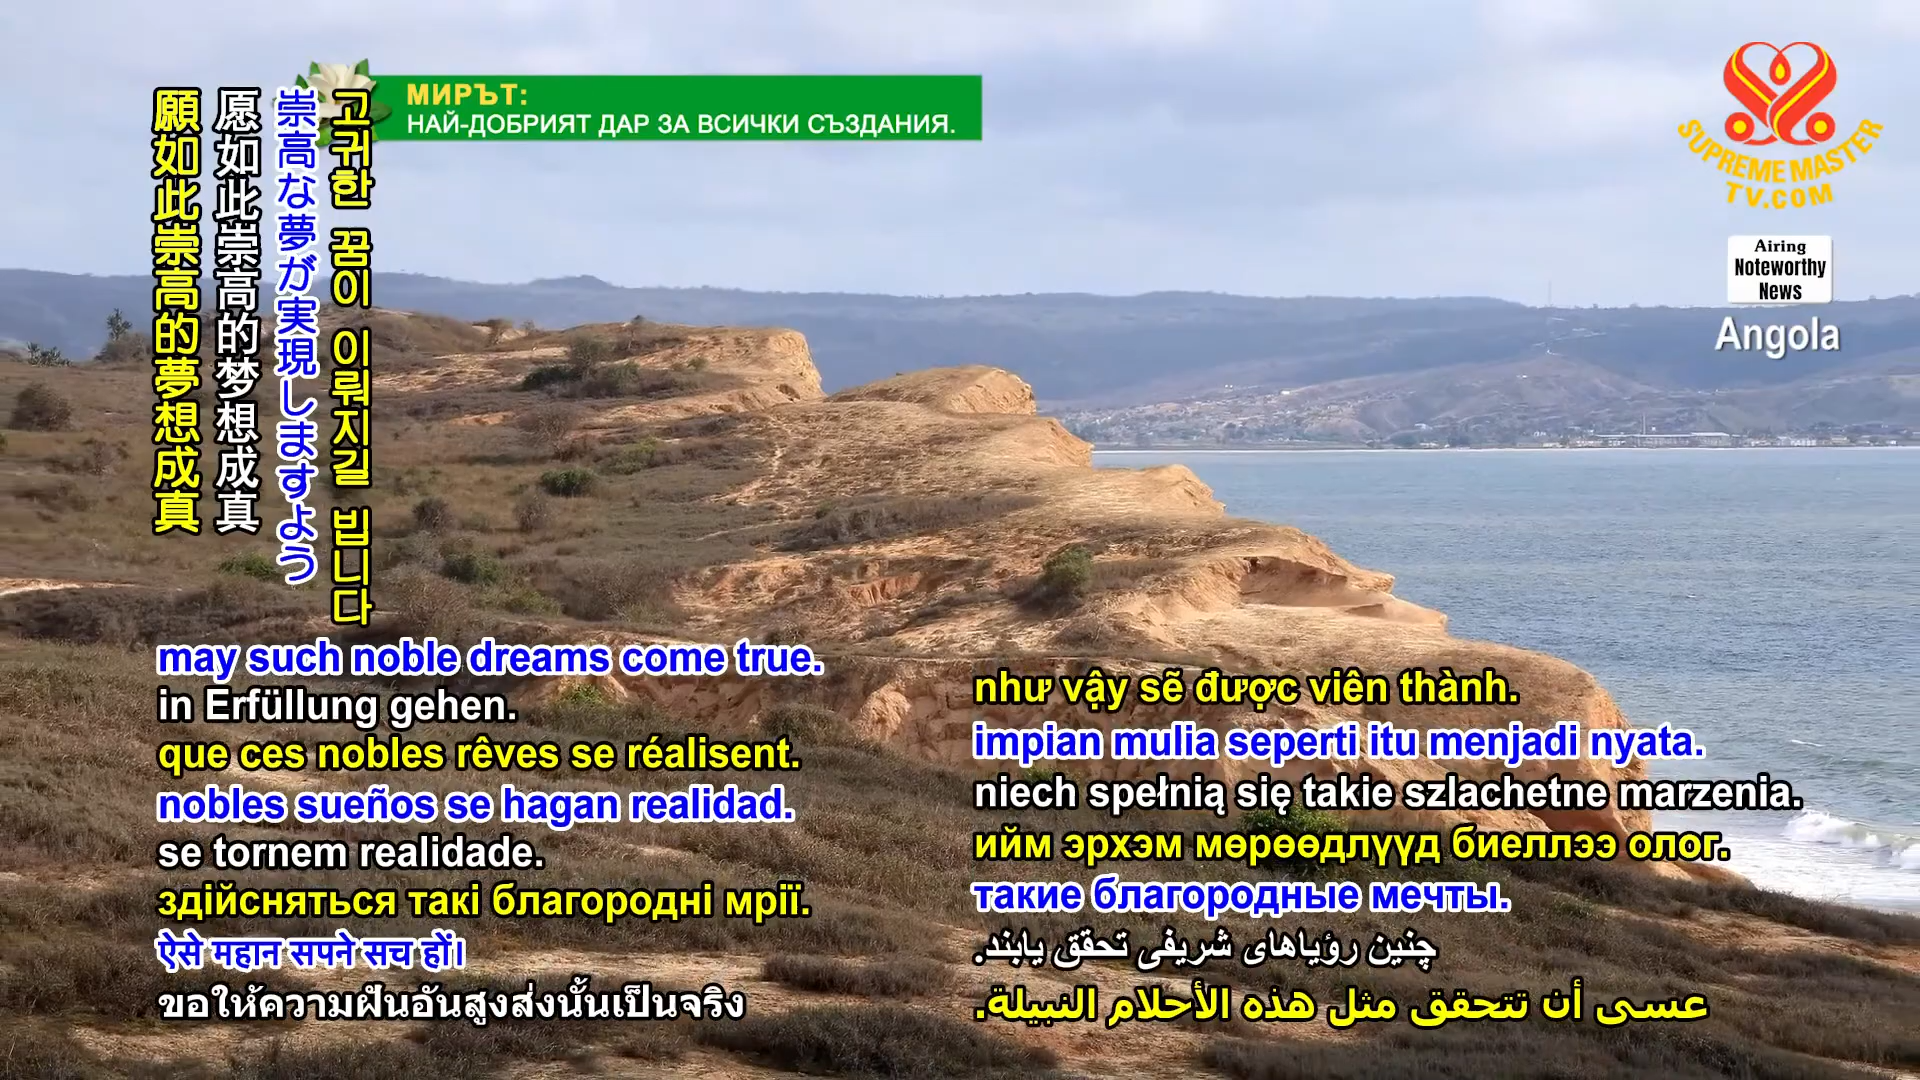 МИРЪТ:
НАЙ-ДОБРИЯТ ДАР ЗА ВСИЧКИ СЪЗДАНИЯ.
SUPREME MASTER
TV.COM
Airing
Noteworthy
News
Angola
願如此崇高的夢想成真
愿如此崇高的梦想成真
崇高な夢が実現しますよう
고귀한 꿈이 이뤄지길 빕니다
may such noble dreams come true.
in Erfüllung gehen.
que ces nobles rêves se réalisent.
nobles sueños se hagan realidad.
se tornem realidade.
здійсняться такі благородні мрії.
ऐसे महान सपने सच हों।
ขอให้ความฝันอันสูงส่งนั้นเป็นจริง
như vậy sẽ được viên thành.
impian mulia seperti itu menjadi nyata.
niech spełnią się takie szlachetne marzenia.
ийм эрхэм мөрөөдлүүд биеллээ олог.
такие благородные мечты.
چنین رؤیاهای شریفی تحقق یابند.
عسى أن تتحقق مثل هذه الأحلام النبيلة.